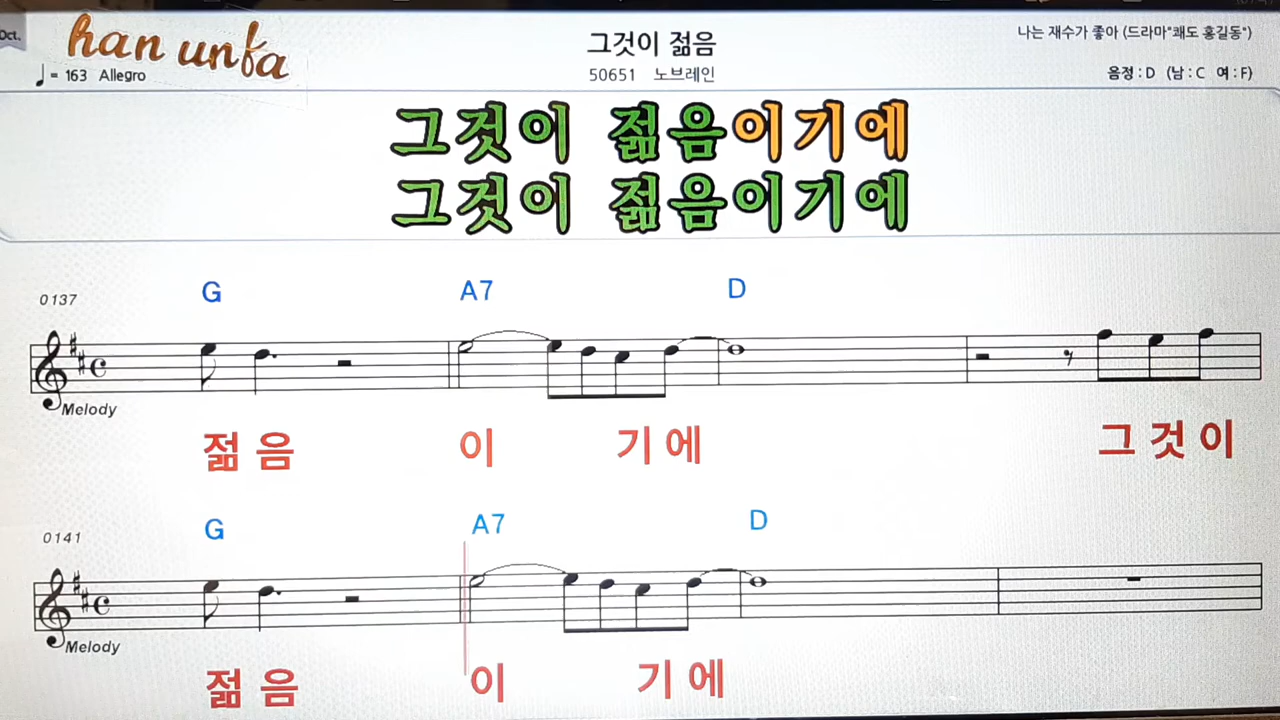 Oct.
han unfa
그것이 젊음
나는 재수가 좋아 (드라마"쾌도 홍길동")
♩= 163 Allegro
50651 노브레인
음정 : D (남 : C 여 : F)
그것이 젊음이기에
그것이 젊음이기에
0137
G A7 D
Melody
젊 음 이 기 에 그 것 이
0141
G A7 D
Melody
젊 음 이 기 에